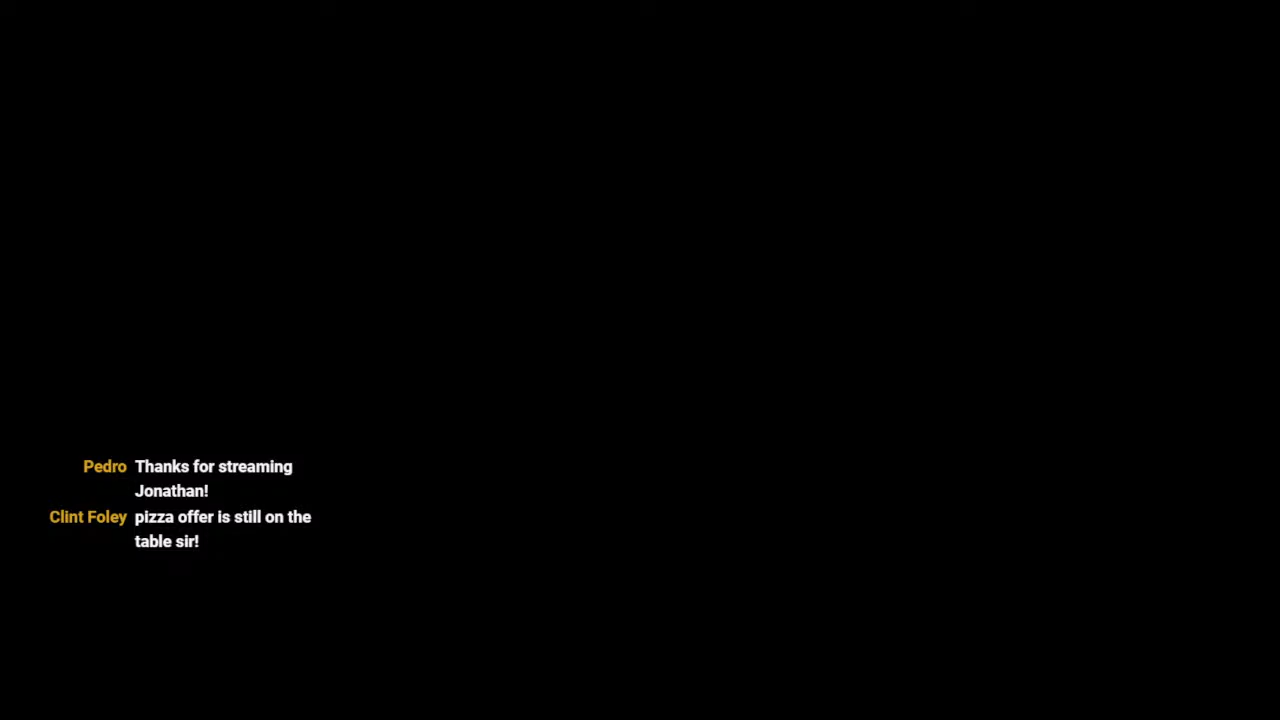 Pedro Thanks for streaming
Jonathan!
Clint Foley pizza offer is still on the
table sir!